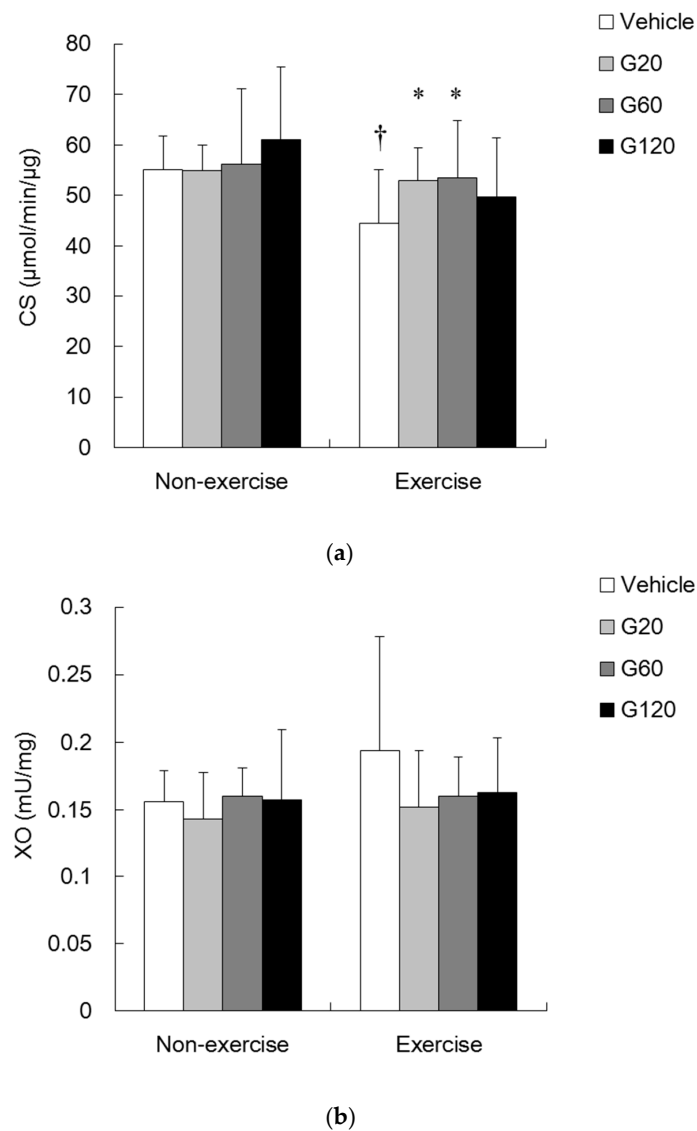 Vehicle
G20
G60
G120
80
70
60
50
40
30
20
10
0
CS (µmol/min/µg)
†
* *
Non-exercise Exercise
(a)
Vehicle
G20
G60
G120
0.3
0.25
0.2
0.15
0.1
0.05
0
XO (mU/mg)
Non-exercise Exercise
(b)